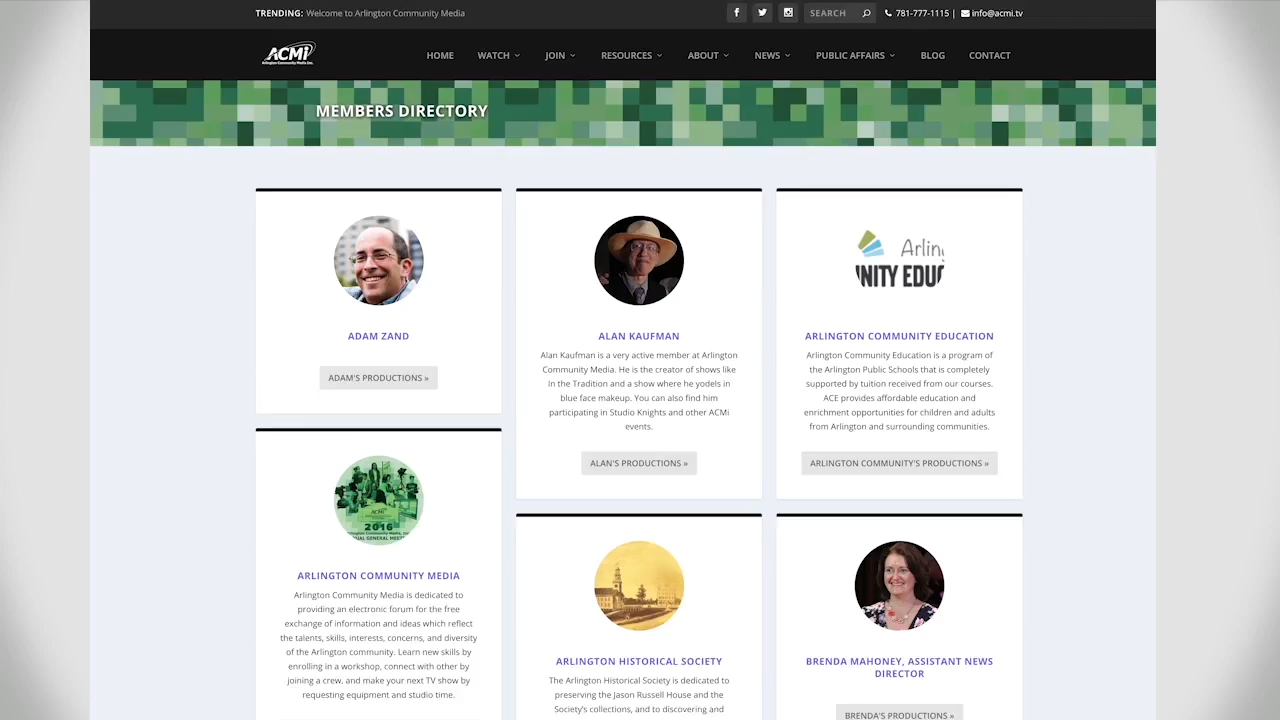 TRENDING: Welcome to Arlington Community Media
SEARCH
781-777-1115 | info@acmi.tv
ACMi
Arlington Community Media Inc.
HOME WATCH JOIN RESOURCES ABOUT NEWS PUBLIC AFFAIRS BLOG CONTACT
MEMBERS DIRECTORY
ADAM ZAND
ADAM'S PRODUCTIONS »
ALAN KAUFMAN
Alan Kaufman is a very active member at Arlington
Community Media. He is the creator of shows like
In the Tradition and a show where he yodels in
blue face makeup. You can also find him
participating in Studio Knights and other ACMi
events.
ALAN'S PRODUCTIONS »
Arlin
NITY EDUC
ARLINGTON COMMUNITY EDUCATION
Arlington Community Education is a program of
the Arlington Public Schools that is completely
supported by tuition received from our courses.
ACE provides affordable education and
enrichment opportunities for children and adults
from Arlington and surrounding communities.
ARLINGTON COMMUNITY'S PRODUCTIONS »
ACMi
2016
ARLINGTON COMMUNITY MEDIA
Arlington Community Media is dedicated to
providing an electronic forum for the free
exchange of information and ideas which reflect
the talents, skills, interests, concerns, and diversity
of the Arlington community. Learn new skills by
enrolling in a workshop, connect with other by
joining a crew, and make your next TV show by
requesting equipment and studio time.
ARLINGTON HISTORICAL SOCIETY
The Arlington Historical Society is dedicated to
preserving the Jason Russell House and the
Society's collections, and to discovering and
BRENDA MAHONEY, ASSISTANT NEWS
DIRECTOR
BRENDA'S PRODUCTIONS »